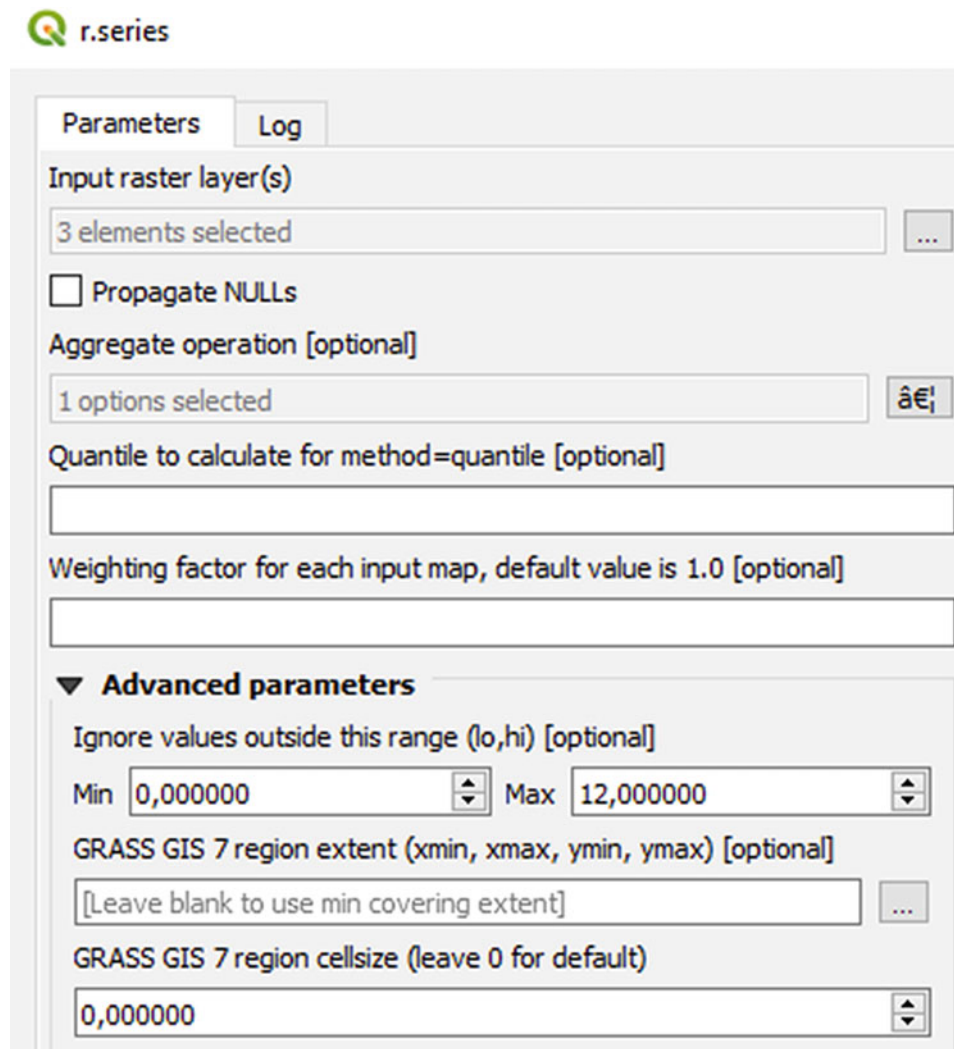 r.series
Parameters Log
Input raster layer(s)
3 elements selected ...
Propagate NULLs
Aggregate operation [optional]
1 options selected â€¦
Quantile to calculate for method=quantile [optional]
Weighting factor for each input map, default value is 1.0 [optional]
Advanced parameters
Ignore values outside this range (lo,hi) [optional]
Min 0,000000 Max 12,000000
GRASS GIS 7 region extent (xmin, xmax, ymin, ymax) [optional]
[Leave blank to use min covering extent] ...
GRASS GIS 7 region cellsize (leave 0 for default)
0,000000